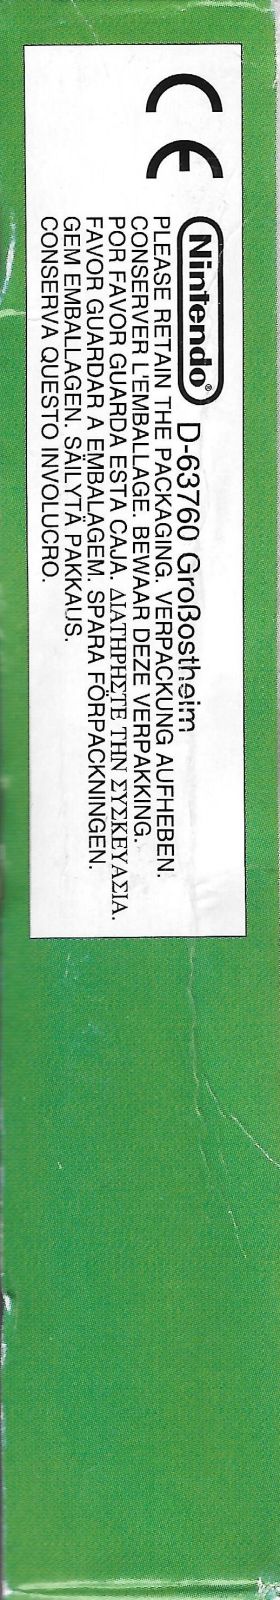 CE
Nintendo® D-63760 Großostheim
PLEASE RETAIN THE PACKAGING. VERPACKUNG AUFHEBEN.
CONSERVER L'EMBALLAGE. BEWAAR DEZE VERPAKKING.
POR FAVOR GUARDA ESTA CAJA. ΔΙΑΤΗΡΗΣΤΕ ΤΗΝ ΣΥΣΚΕΥΑΣΙΑ.
FAVOR GUARDAR A EMBALAGEM. SPARA FÖRPACKNINGEN.
GEM EMBALLAGEN. SÄILYTÄ PAKKAUS.
CONSERVA QUESTO INVOLUCRO.